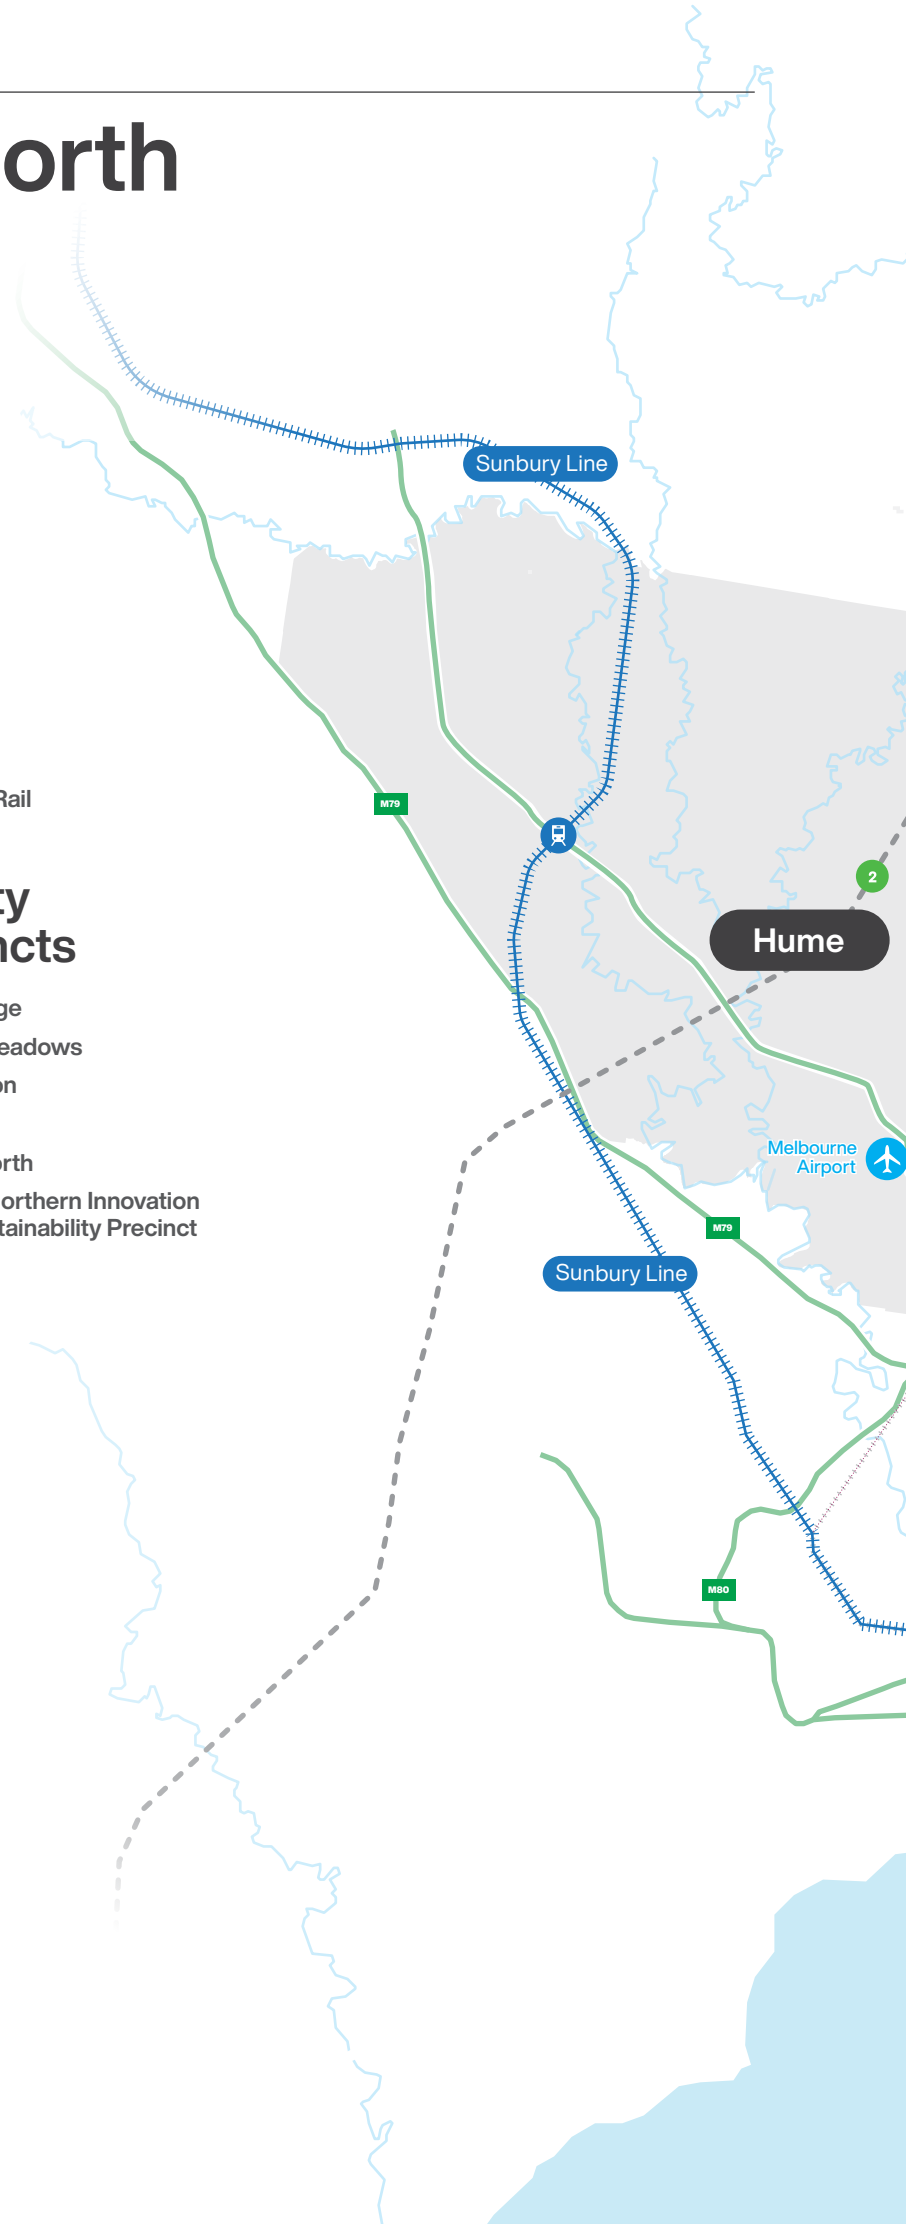 orth
Sunbury Line
Rail
M79
ty
ncts
2
Hume
ge
eadows
on
Melbourne
Airport
orth
orthern Innovation
tainability Precinct
M79
Sunbury Line
M80